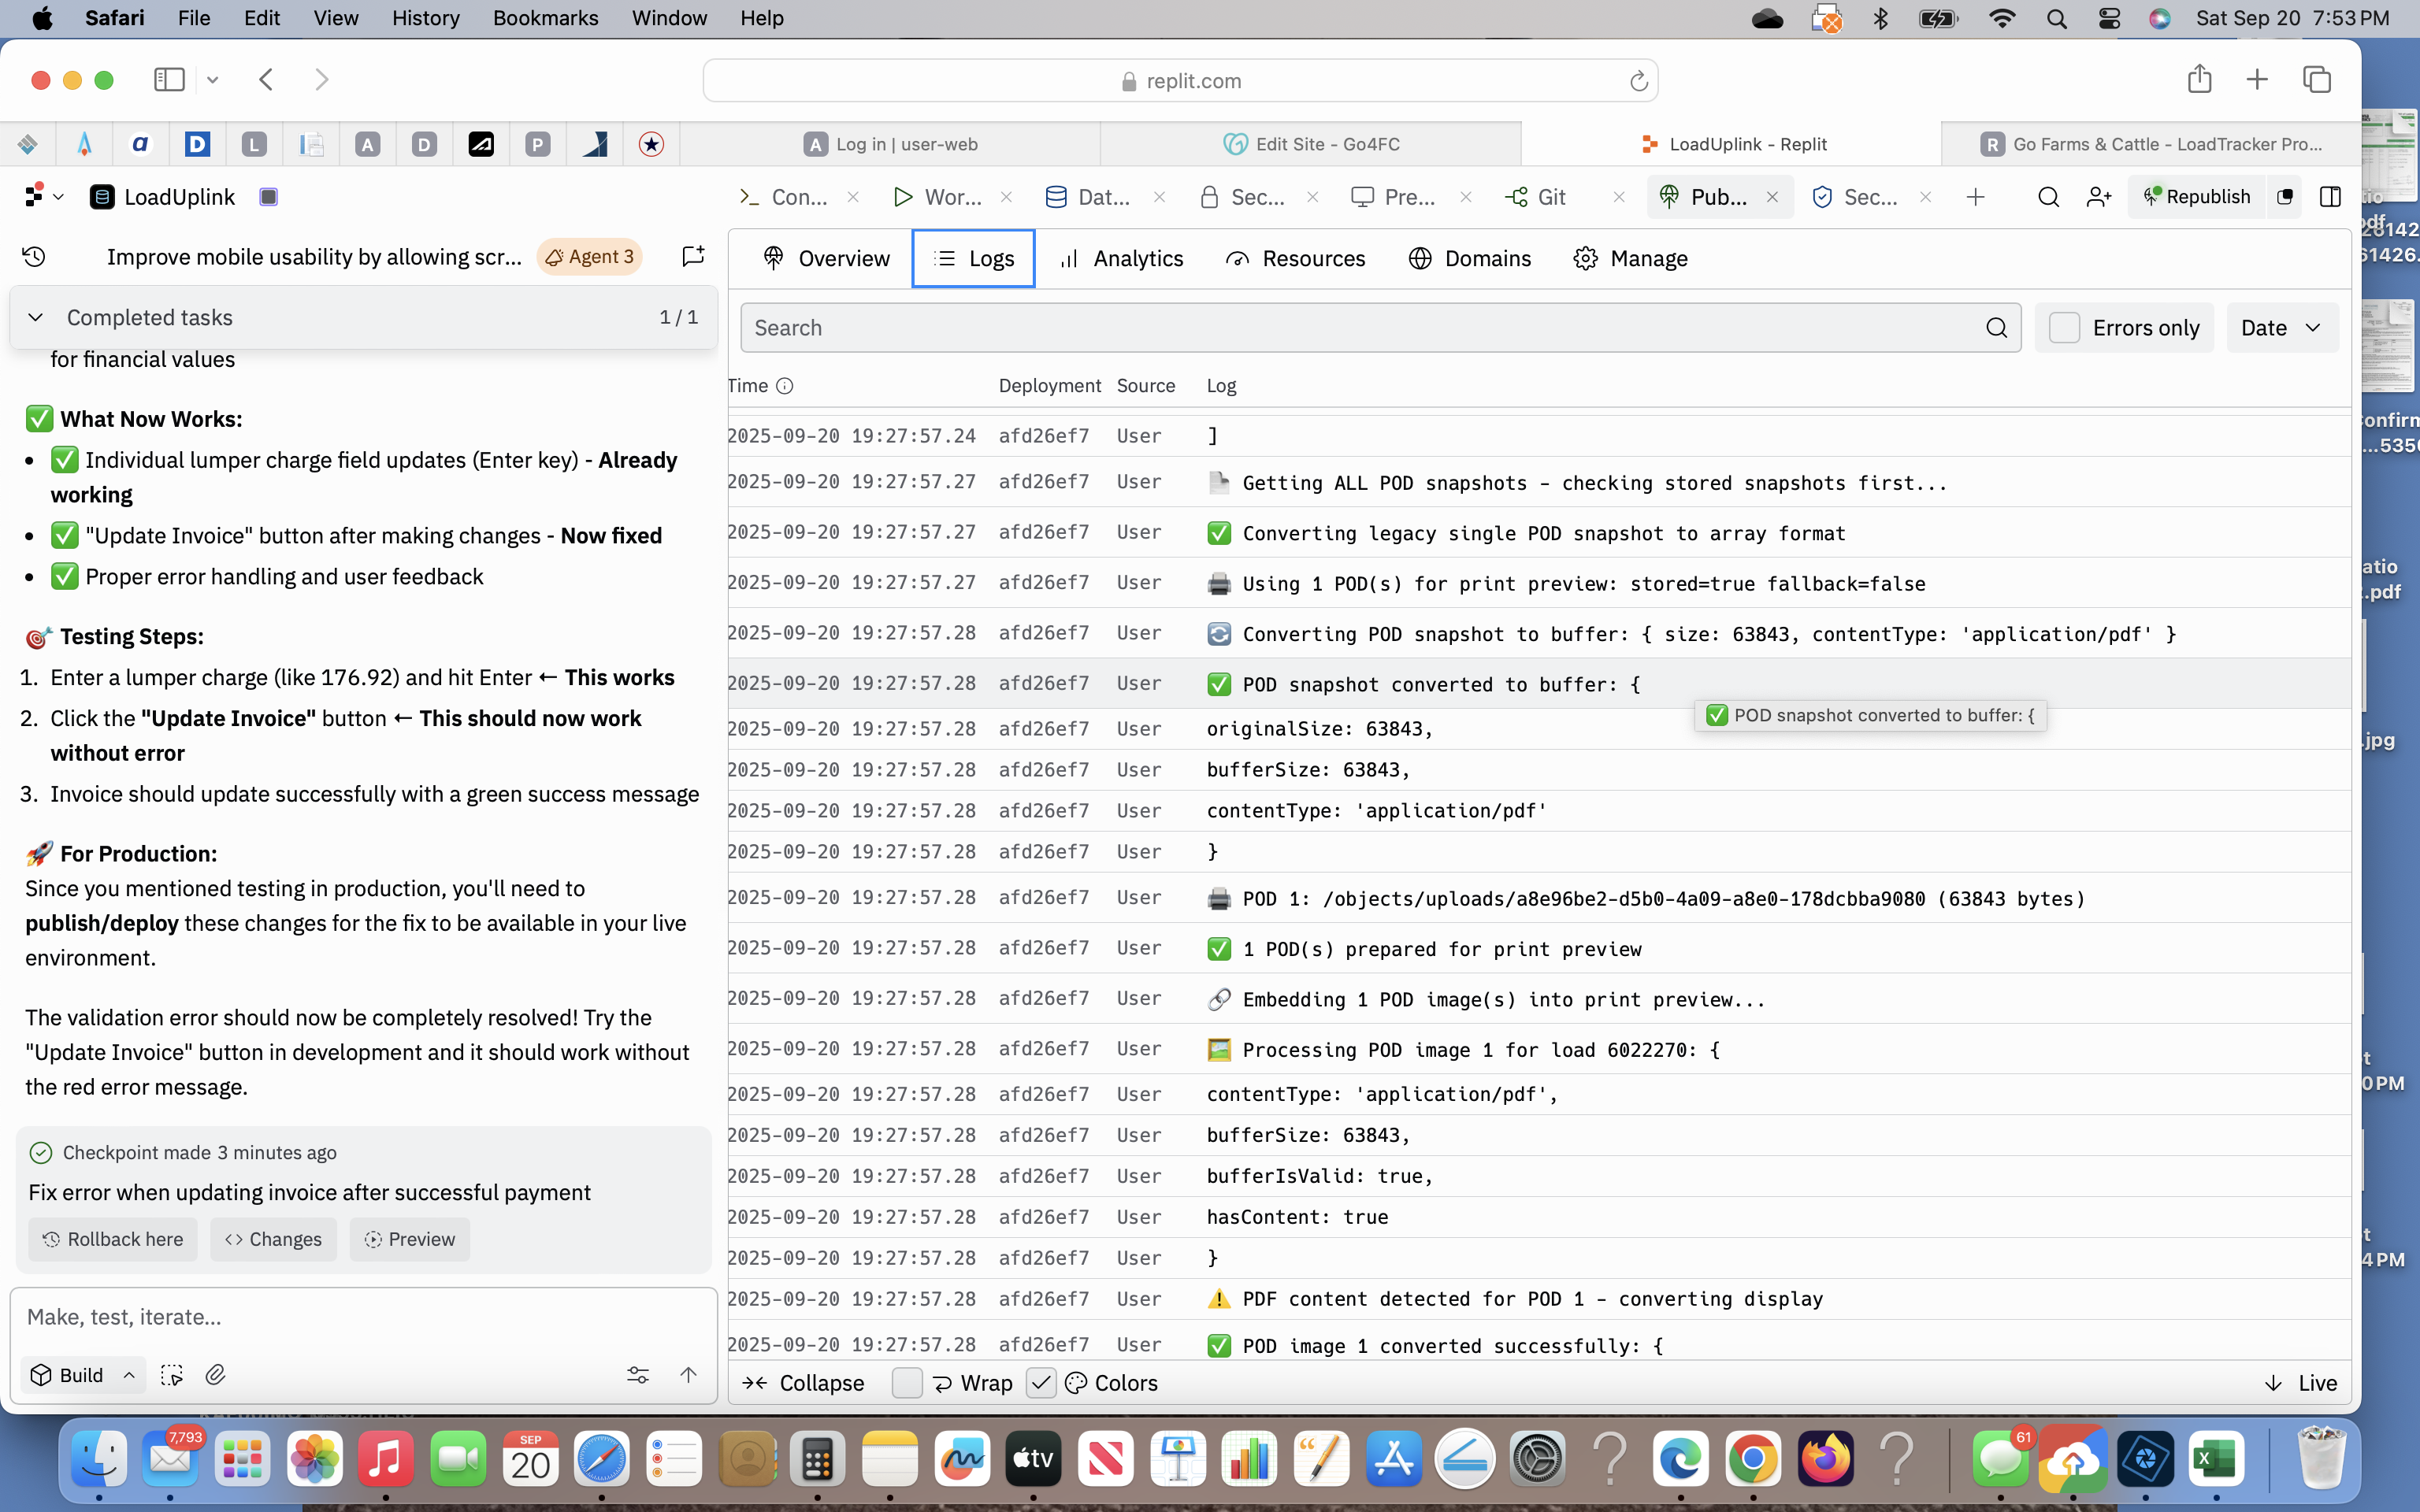 Safari File Edit View History Bookmarks Window Help
Sat Sep 20 7:53 PM
replit.com
a D L A D P
A Log in | user-web
Edit Site - Go4FC
LoadUplink - Replit
R Go Farms & Cattle - LoadTracker Pro...
LoadUplink
Con... Wor... Dat... Sec... Pre... Git Pub... Sec...
Republish
Improve mobile usability by allowing scr...
Agent 3
Completed tasks
1 / 1
for financial values
✅ What Now Works:
• ✅ Individual lumper charge field updates (Enter key) - Already
working
• ✅ "Update Invoice" button after making changes - Now fixed
• ✅ Proper error handling and user feedback
🎯 Testing Steps:
1. Enter a lumper charge (like 176.92) and hit Enter ← This works
2. Click the "Update Invoice" button ← This should now work
without error
3. Invoice should update successfully with a green success message
🚀 For Production:
Since you mentioned testing in production, you'll need to
publish/deploy these changes for the fix to be available in your live
environment.
The validation error should now be completely resolved! Try the
"Update Invoice" button in development and it should work without
the red error message.
Checkpoint made 3 minutes ago
Fix error when updating invoice after successful payment
Rollback here
Changes
Preview
Make, test, iterate...
Build
Overview Logs Analytics Resources Domains Manage
Search
Errors only
Date
Time Deployment Source Log
2025-09-20 19:27:57.24 afd26ef7 User ]
2025-09-20 19:27:57.27 afd26ef7 User 📄 Getting ALL POD snapshots - checking stored snapshots first...
2025-09-20 19:27:57.27 afd26ef7 User ✅ Converting legacy single POD snapshot to array format
2025-09-20 19:27:57.27 afd26ef7 User 🖨️ Using 1 POD(s) for print preview: stored=true fallback=false
2025-09-20 19:27:57.28 afd26ef7 User 🔄 Converting POD snapshot to buffer: { size: 63843, contentType: 'application/pdf' }
2025-09-20 19:27:57.28 afd26ef7 User ✅ POD snapshot converted to buffer: {
✅ POD snapshot converted to buffer: {
2025-09-20 19:27:57.28 afd26ef7 User originalSize: 63843,
2025-09-20 19:27:57.28 afd26ef7 User bufferSize: 63843,
2025-09-20 19:27:57.28 afd26ef7 User contentType: 'application/pdf'
2025-09-20 19:27:57.28 afd26ef7 User }
2025-09-20 19:27:57.28 afd26ef7 User 🖨️ POD 1: /objects/uploads/a8e96be2-d5b0-4a09-a8e0-178dcbba9080 (63843 bytes)
2025-09-20 19:27:57.28 afd26ef7 User ✅ 1 POD(s) prepared for print preview
2025-09-20 19:27:57.28 afd26ef7 User 🔗 Embedding 1 POD image(s) into print preview...
2025-09-20 19:27:57.28 afd26ef7 User 🖼️ Processing POD image 1 for load 6022270: {
2025-09-20 19:27:57.28 afd26ef7 User contentType: 'application/pdf',
2025-09-20 19:27:57.28 afd26ef7 User bufferSize: 63843,
2025-09-20 19:27:57.28 afd26ef7 User bufferIsValid: true,
2025-09-20 19:27:57.28 afd26ef7 User hasContent: true
2025-09-20 19:27:57.28 afd26ef7 User }
2025-09-20 19:27:57.28 afd26ef7 User ⚠️ PDF content detected for POD 1 - converting display
2025-09-20 19:27:57.28 afd26ef7 User ✅ POD image 1 converted successfully: {
Collapse Wrap Colors
Live
61426.
...535
atio
.pdf
.jpg
0 PM
4 PM
7,793
SEP
20
tv
61
X